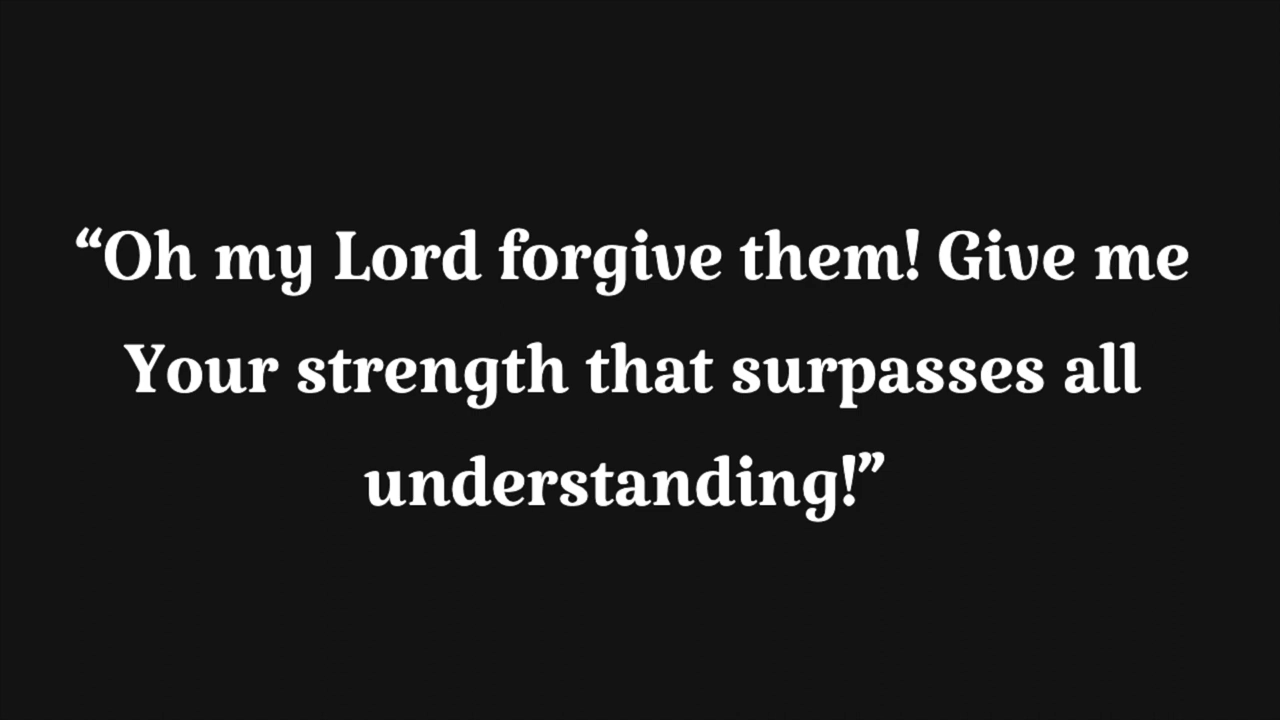 “Oh my Lord forgive them! Give me
Your strength that surpasses all
understanding!”